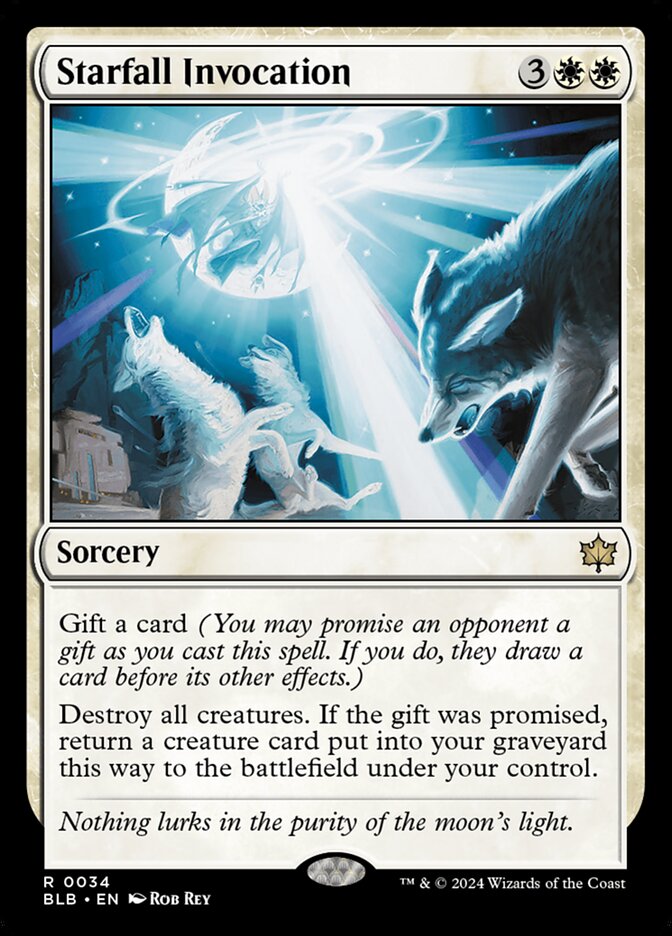 Starfall Invocation 3
Sorcery
Gift a card (You may promise an opponent a
gift as you cast this spell. If you do, they draw a
card before its other effects.)
Destroy all creatures. If the gift was promised,
return a creature card put into your graveyard
this way to the battlefield under your control.
Nothing lurks in the purity of the moon's light.
R 0034
BLB • EN Rob Rey
™ & © 2024 Wizards of the Coast